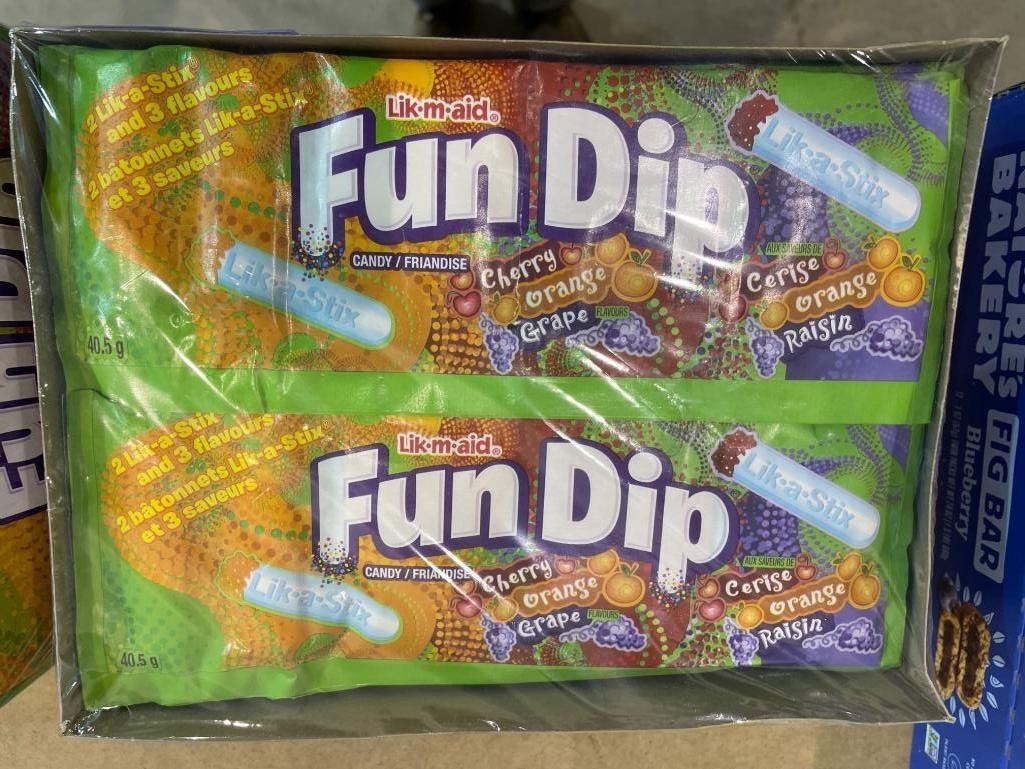 2 Lik-a-Stix®
and 3 flavours
2 bâtonnets Lik-a-Stix®
et 3 saveurs
Lik·m·aid®
Fun Dip
CANDY / FRIANDISE
Lik-a-Stix
Lik-a-Stix
Cherry
orange
Grape FLAVOURS
AUX SAVEURS DE
Cerise
orange
Raisin
40.5 g
2 Lik-a-Stix
and 3 flavours
2 bâtonnets Lik-a-Stix®
et 3 saveurs
Lik·m·aid®
Fun Dip
CANDY / FRIANDISE
Lik-a-Stix
Lik-a-Stix
Cherry
orange
Grape FLAVOURS
AUX SAVEURS DE
Cerise
orange
Raisin
40.5 g
BAKERY
FIG BAR
Blueberry